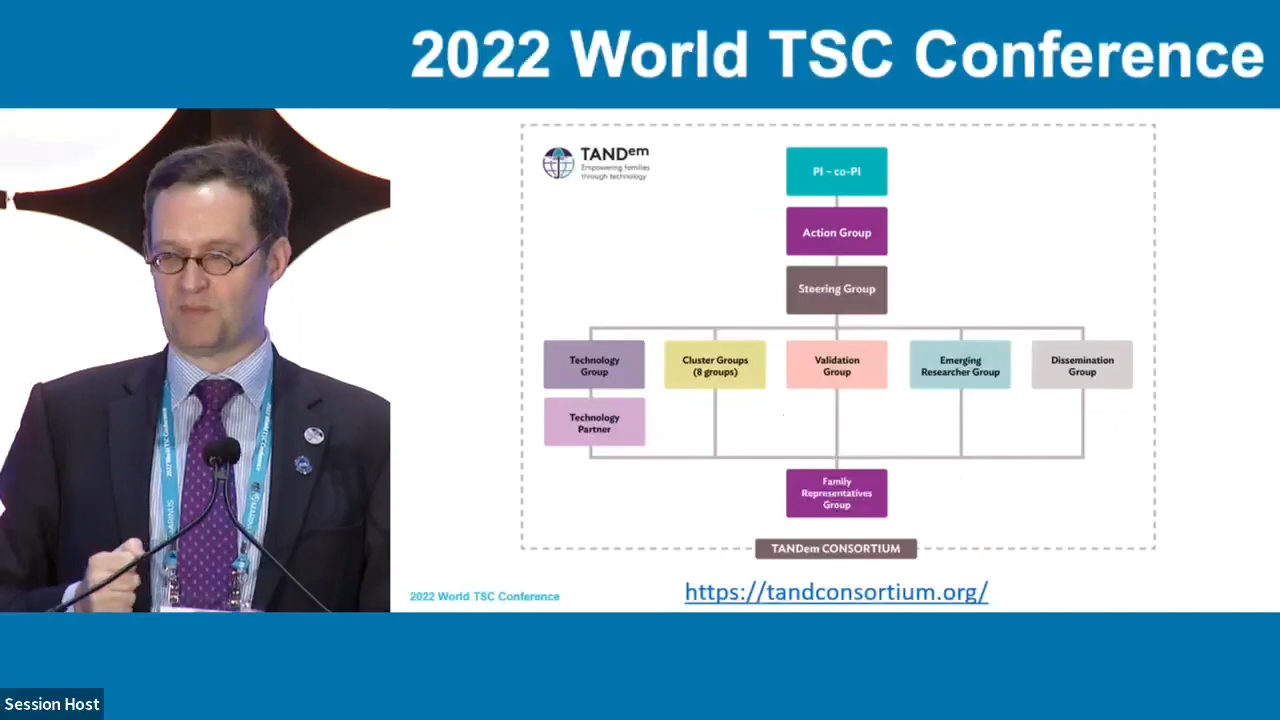 2022 World TSC Conference
TANDem
Empowering families
through technology
PI – co-PI
Action Group
Steering Group
Technology
Group
Cluster Groups
(8 groups)
Validation
Group
Emerging
Researcher Group
Dissemination
Group
Technology
Partner
Family
Representatives
Group
TANDem CONSORTIUM
2022 World TSC Conference
https://tandconsortium.org/
Session Host